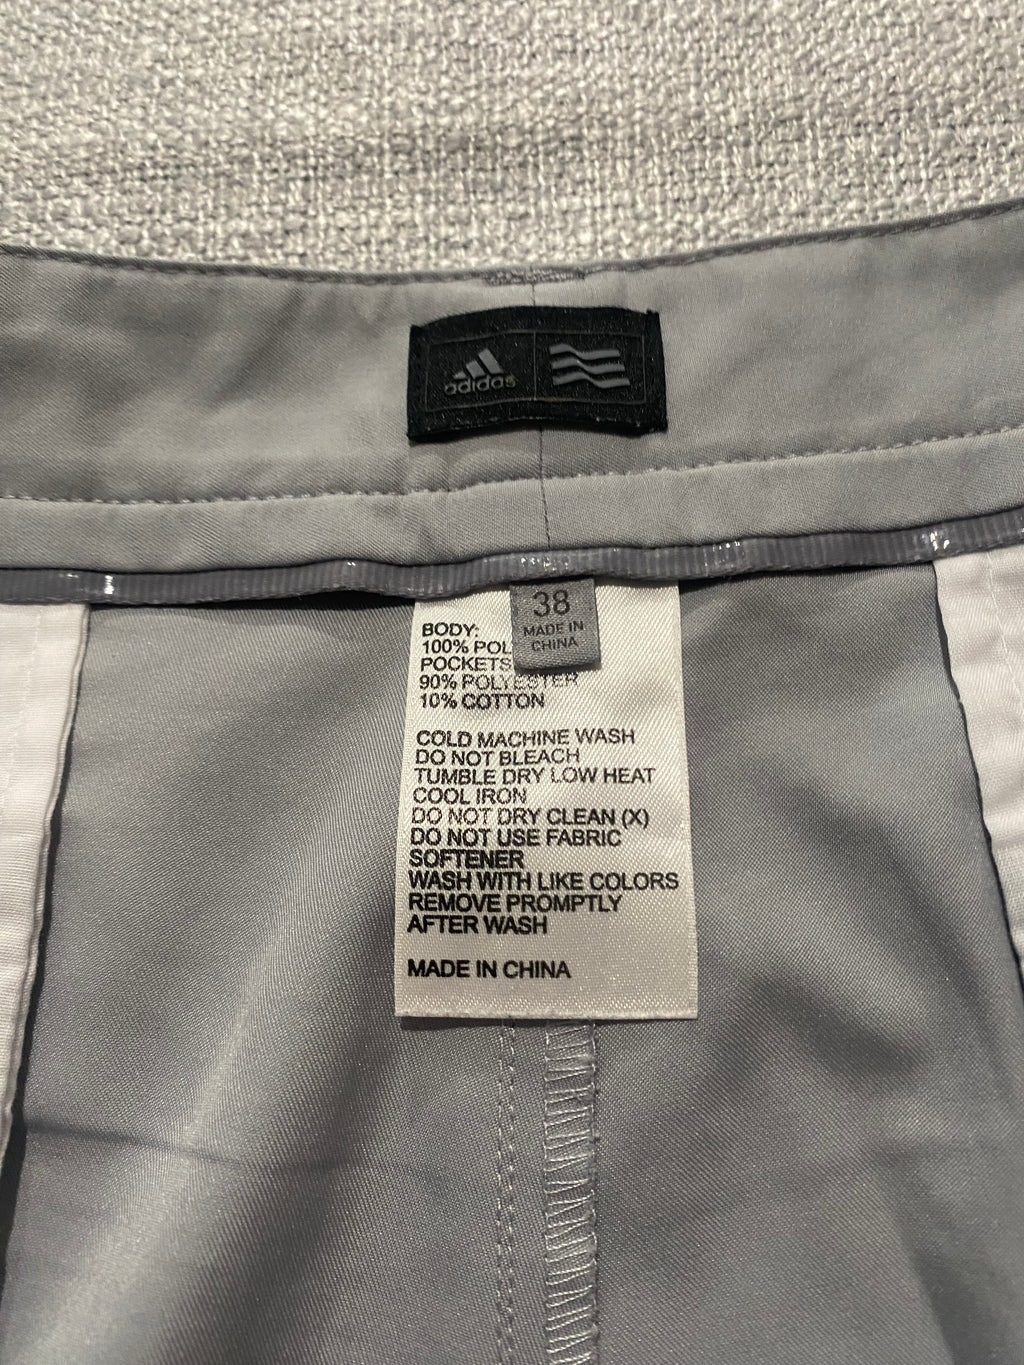 adidas
38
MADE IN
CHINA
BODY:
100% POL
POCKETS
90% POLYESTER
10% COTTON
COLD MACHINE WASH
DO NOT BLEACH
TUMBLE DRY LOW HEAT
COOL IRON
DO NOT DRY CLEAN (X)
DO NOT USE FABRIC
SOFTENER
WASH WITH LIKE COLORS
REMOVE PROMPTLY
AFTER WASH
MADE IN CHINA